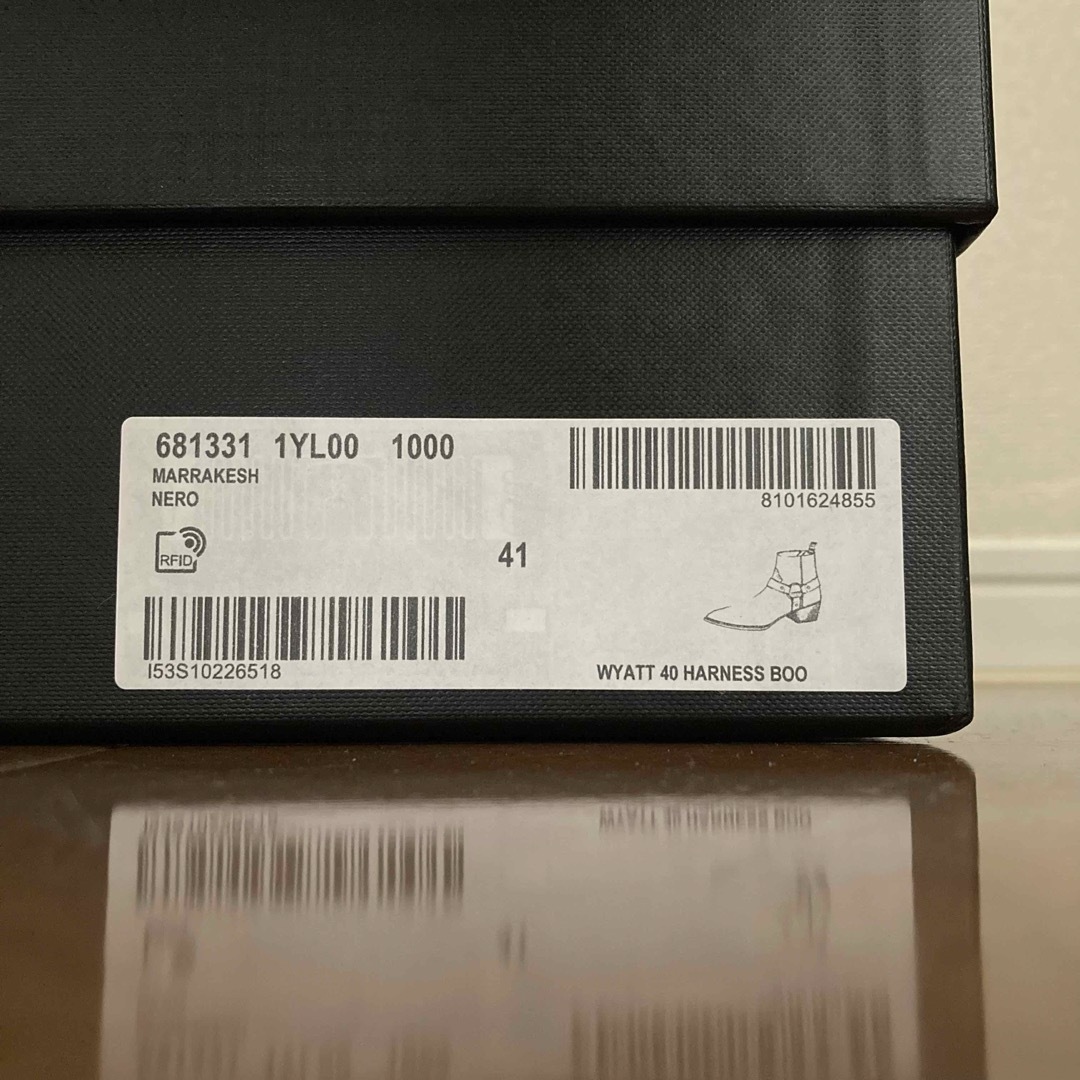 681331 1YL00 1000
MARRAKESH
NERO
8101624855
RFID
41
I53S10226518
WYATT 40 HARNESS BOO